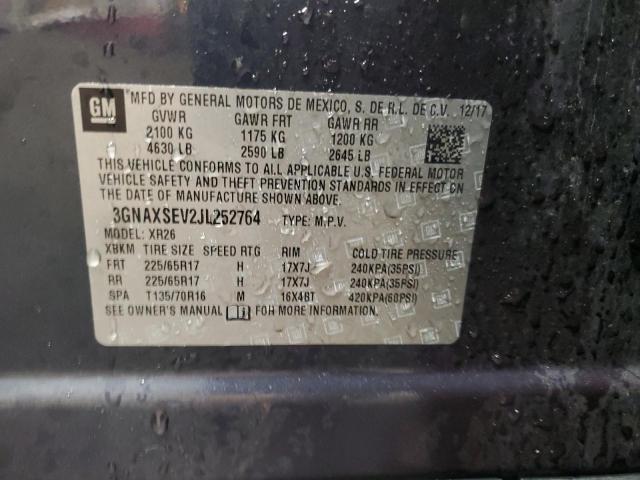 GM
MFD BY GENERAL MOTORS DE MEXICO, S. DE R.L. DE C.V. 12/17
GVWR GAWR FRT GAWR RR
2100 KG 1175 KG 1200 KG
4630 LB 2590 LB 2645 LB
THIS VEHICLE CONFORMS TO ALL APPLICABLE U.S. FEDERAL MOTOR
VEHICLE SAFETY, BUMPER, AND THEFT PREVENTION STANDARDS IN EFFECT ON
THE DATE OF MANUFACTURE SHOWN ABOVE.
3GNAXSEV2JL252764 TYPE: M.P.V.
MODEL: XR26
XBKM TIRE SIZE SPEED RTG RIM COLD TIRE PRESSURE
FRT 225/65R17 H 17X7J 240KPA(35PSI)
RR 225/65R17 H 17X7J 240KPA(35PSI)
SPA T135/70R16 M 16X4BT 420KPA(60PSI)
SEE OWNER'S MANUAL FOR MORE INFORMATION.